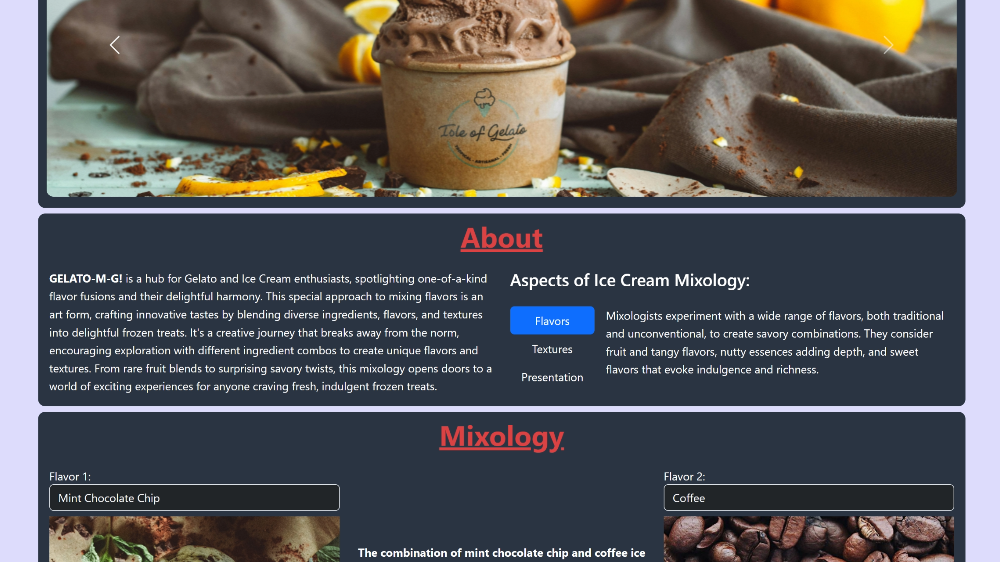 Isle of Gelato
About
GELATO-M-G! is a hub for Gelato and Ice Cream enthusiasts, spotlighting one-of-a-kind
flavor fusions and their delightful harmony. This special approach to mixing flavors is an
art form, crafting innovative tastes by blending diverse ingredients, flavors, and textures
into delightful frozen treats. It's a creative journey that breaks away from the norm,
encouraging exploration with different ingredient combos to create unique flavors and
textures. From rare fruit blends to surprising savory twists, this mixology opens doors to a
world of exciting experiences for anyone craving fresh, indulgent frozen treats.
Aspects of Ice Cream Mixology:
Flavors
Textures
Presentation
Mixologists experiment with a wide range of flavors, both traditional
and unconventional, to create savory combinations. They consider
fruit and tangy flavors, nutty essences adding depth, and sweet
flavors that evoke indulgence and richness.
Mixology
Flavor 1:
Mint Chocolate Chip
The combination of mint chocolate chip and coffee ice
Flavor 2:
Coffee